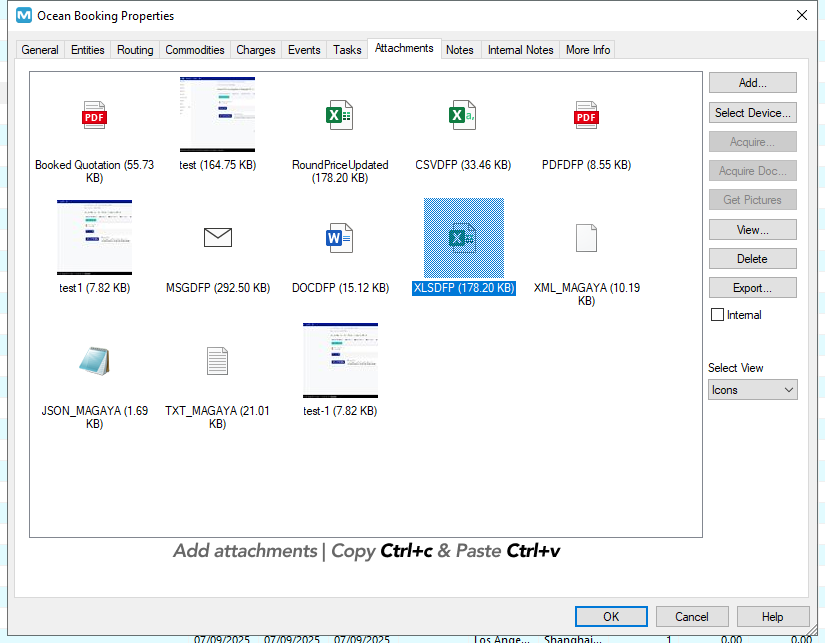 Ocean Booking Properties
General Entities Routing Commodities Charges Events Tasks Attachments Notes Internal Notes More Info
PDF
PDF
Booked Quotation (55.73 KB)
test (164.75 KB)
RoundPriceUpdated (178.20 KB)
CSVDFP (33.46 KB)
PDFDFP (8.55 KB)
test1 (7.82 KB)
MSGDFP (292.50 KB)
DOCDFP (15.12 KB)
XLSDFP (178.20 KB)
XML_MAGAYA (10.19 KB)
JSON_MAGAYA (1.69 KB)
TXT_MAGAYA (21.01 KB)
test-1 (7.82 KB)
Add...
Select Device...
Acquire...
Acquire Doc...
Get Pictures
View...
Delete
Export...
Internal
Select View
Icons
Add attachments | Copy Ctrl+c & Paste Ctrl+v
OK Cancel Help
07/09/2025 07/09/2025 07/09/2025 Los Ange... Shanghai... 1 0.00 0.00